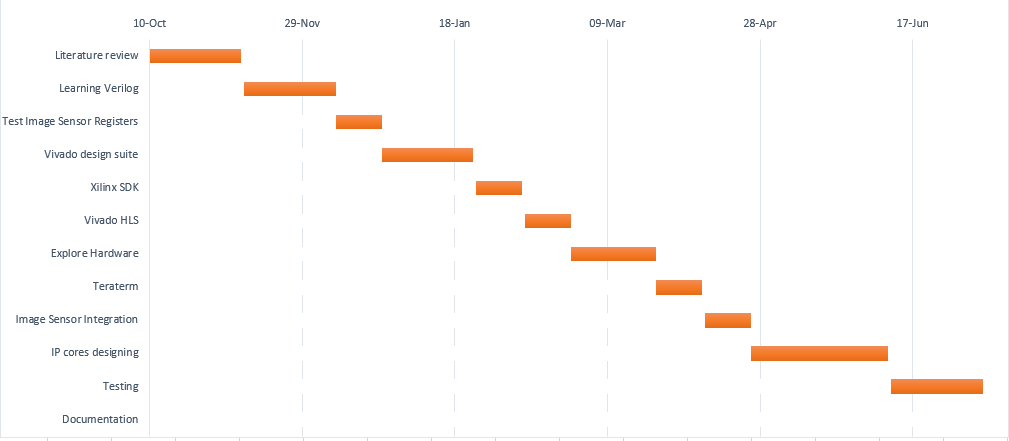 10-Oct 29-Nov 18-Jan 09-Mar 28-Apr 17-Jun
Literature review
Learning Verilog
Test Image Sensor Registers
Vivado design suite
Xilinx SDK
Vivado HLS
Explore Hardware
Teraterm
Image Sensor Integration
IP cores designing
Testing
Documentation